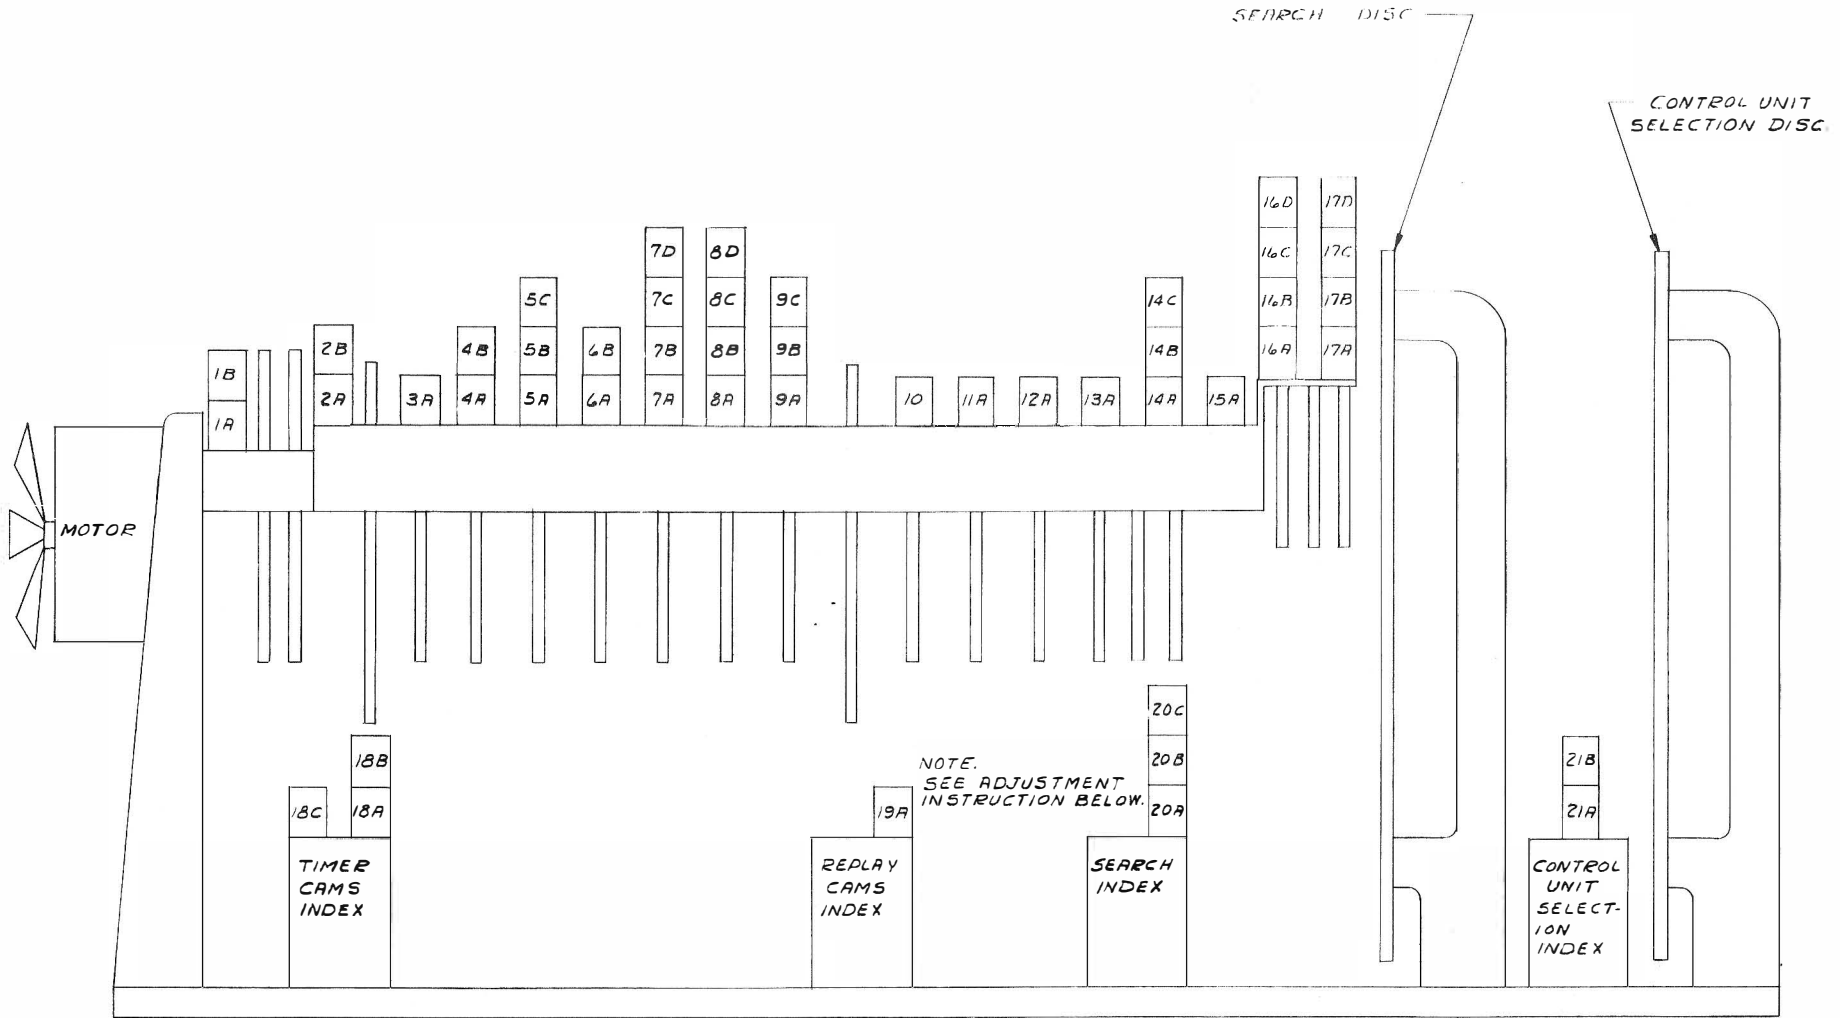 SEARCH DISC
CONTROL UNIT
SELECTION DISC.
16D 17D
16C 17C
16B 17B
16A 17A
7D 8D
5C 7C 8C 9C 14C
1B 2B 4B 5B 6B 7B 8B 9B 14B
1A 2A 3A 4A 5A 6A 7A 8A 9A 10 11A 12A 13A 14A 15A
MOTOR
20C
18B 20B 21B
18C 18A 19A 20A 21A
NOTE.
SEE ADJUSTMENT
INSTRUCTION BELOW.
TIMER
CAMS
INDEX
REPLAY
CAMS
INDEX
SEARCH
INDEX
CONTROL
UNIT
SELECT-
ION
INDEX